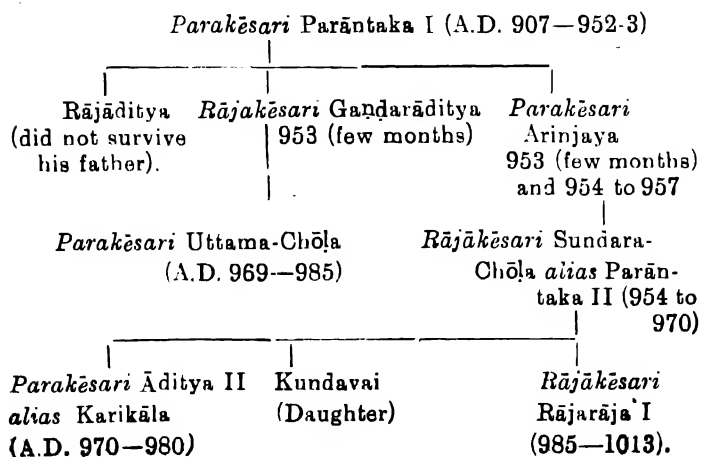 Parakēsari Parāntaka I (A.D. 907—952-3)
Rājāditya
(did not survive
his father).
Rājakēsari Gaṇḍarāditya
953 (few months)
Parakēsari
Arinjaya
953 (few months)
and 954 to 957
Parakēsari Uttama-Chōḷa
(A.D. 969—985)
Rājākēsari Sundara-
Chōḷa alias Parān-
taka II (954 to
970)
Parakēsari Āditya II
alias Karikāla
(A.D. 970—980)
Kundavai
(Daughter)
Rājākēsari
Rājarāja I
(985—1013).